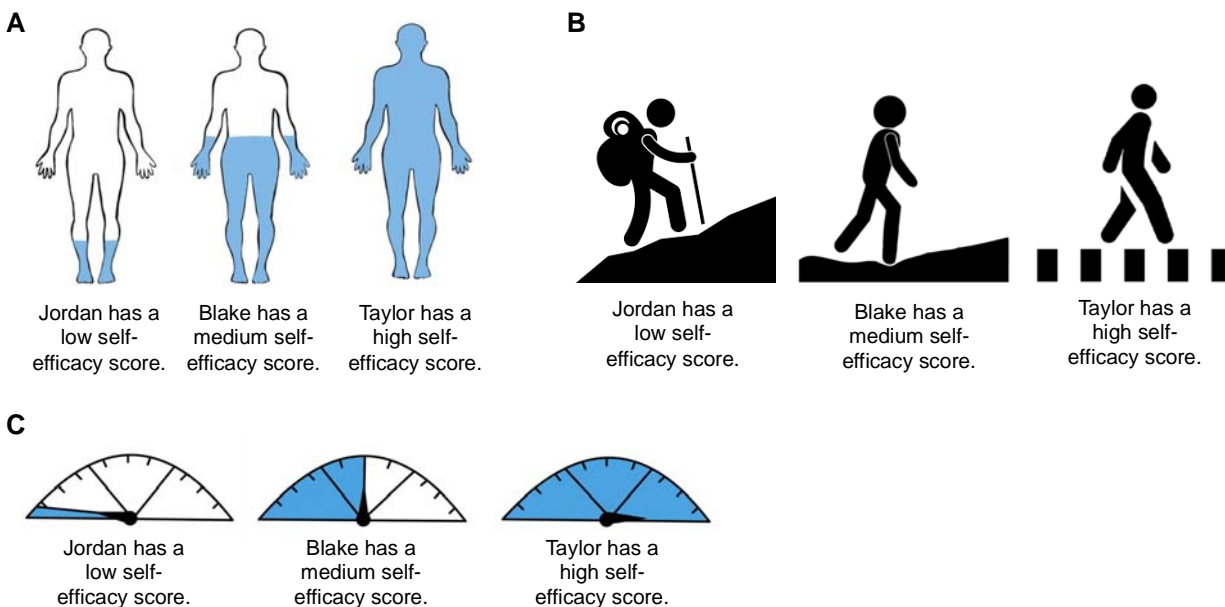 A
Jordan has a
low self-
efficacy score.
Blake has a
medium self-
efficacy score.
Taylor has a
high self-
efficacy score.
B
Jordan has a
low self-
efficacy score.
Blake has a
medium self-
efficacy score.
Taylor has a
high self-
efficacy score.
C
Jordan has a
low self-
efficacy score.
Blake has a
medium self-
efficacy score.
Taylor has a
high self-
efficacy score.